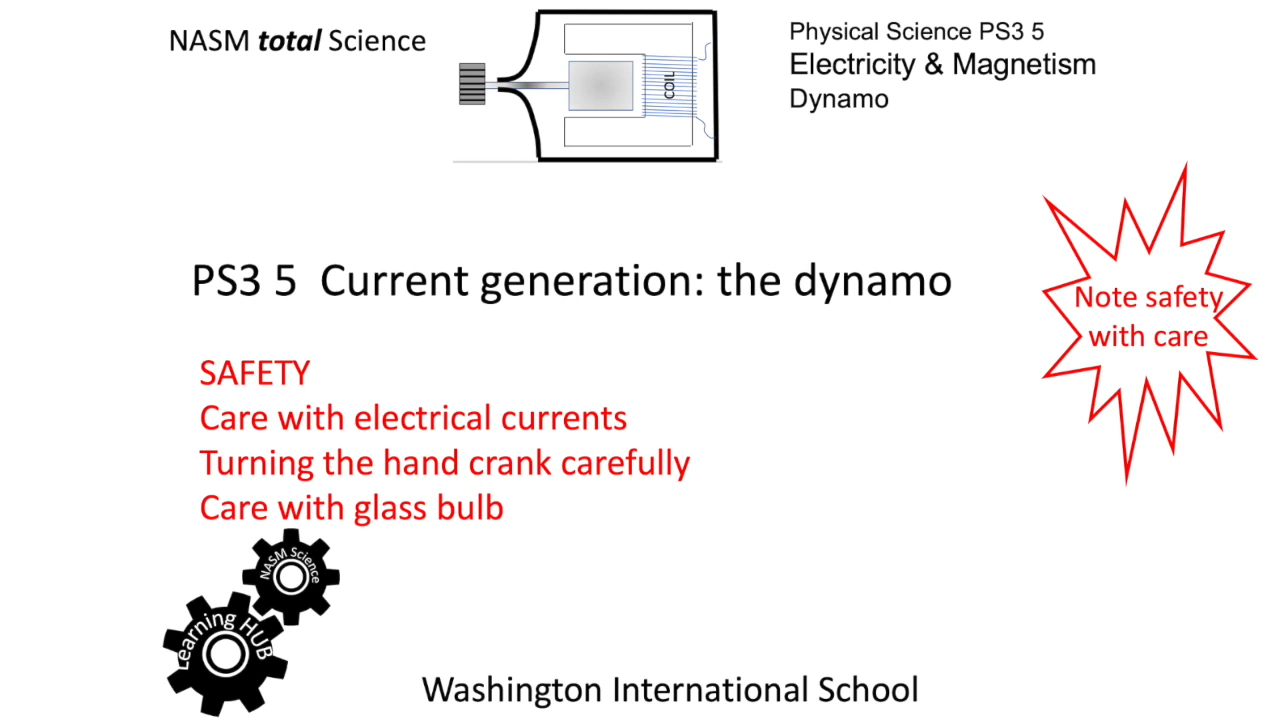 NASM total Science
COIL
Physical Science PS3 5
Electricity & Magnetism
Dynamo
PS3 5 Current generation: the dynamo
Note safety
with care
SAFETY
Care with electrical currents
Turning the hand crank carefully
Care with glass bulb
NASM Science
Learning HUB
Washington International School